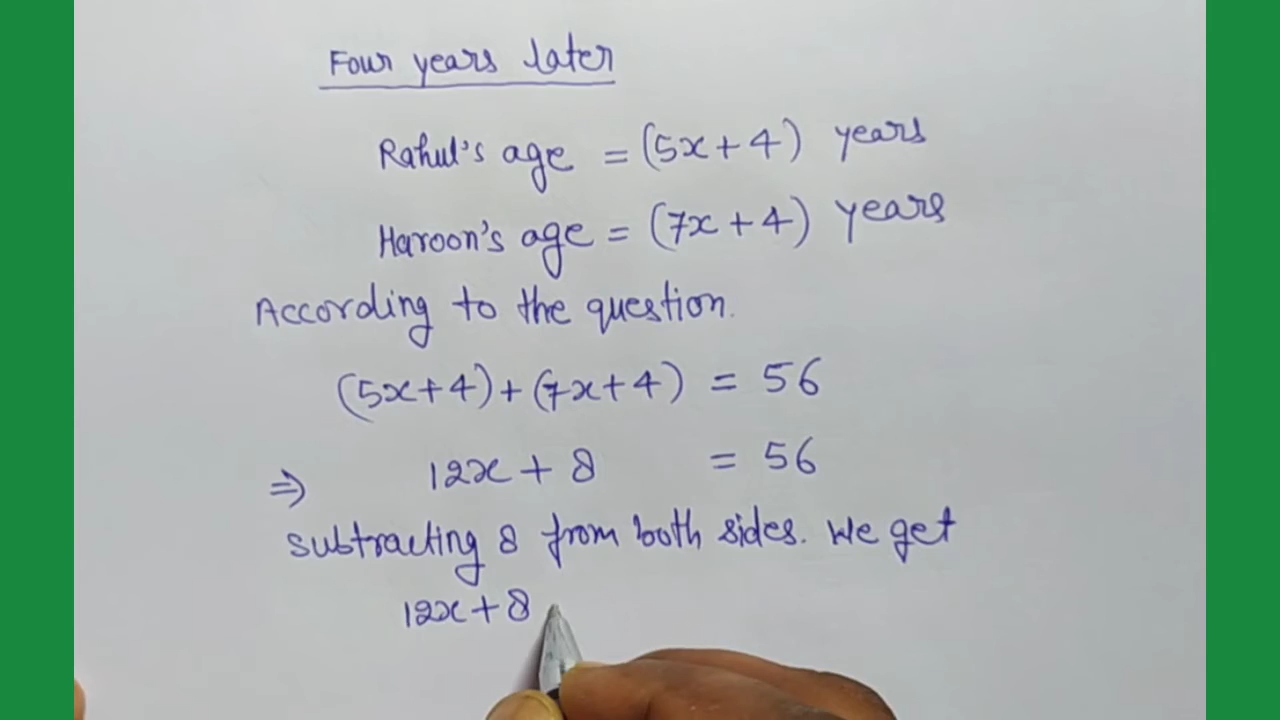 Four years later
Rahul's age = (5x+4) years
Haroon's age = (7x+4) years
According to the question.
(5x+4)+(7x+4) = 56
⇒ 12x+8 = 56
subtracting 8 from both sides. We get
12x+8